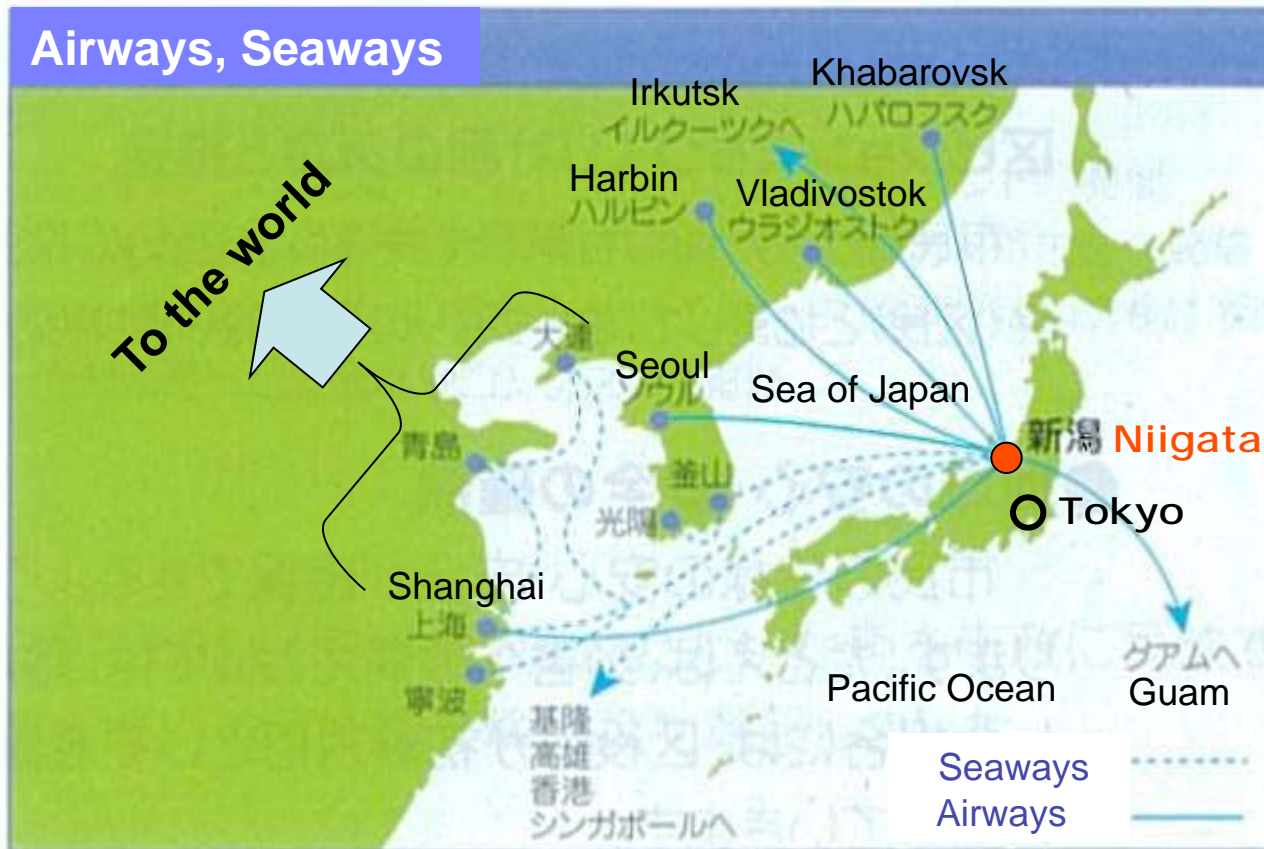 Airways, Seaways
Khabarovsk
ハバロフスク
Irkutsk
イルクーツクへ
Harbin
ハルビン
Vladivostok
ウラジオストク
To the world
大連
Seoul
ソウル
Sea of Japan
新潟 Niigata
青島
釜山
光陽
Tokyo
Shanghai
上海
寧波
グアムへ
Guam
Pacific Ocean
基隆
高雄
香港
シンガポールへ
Seaways
Airways